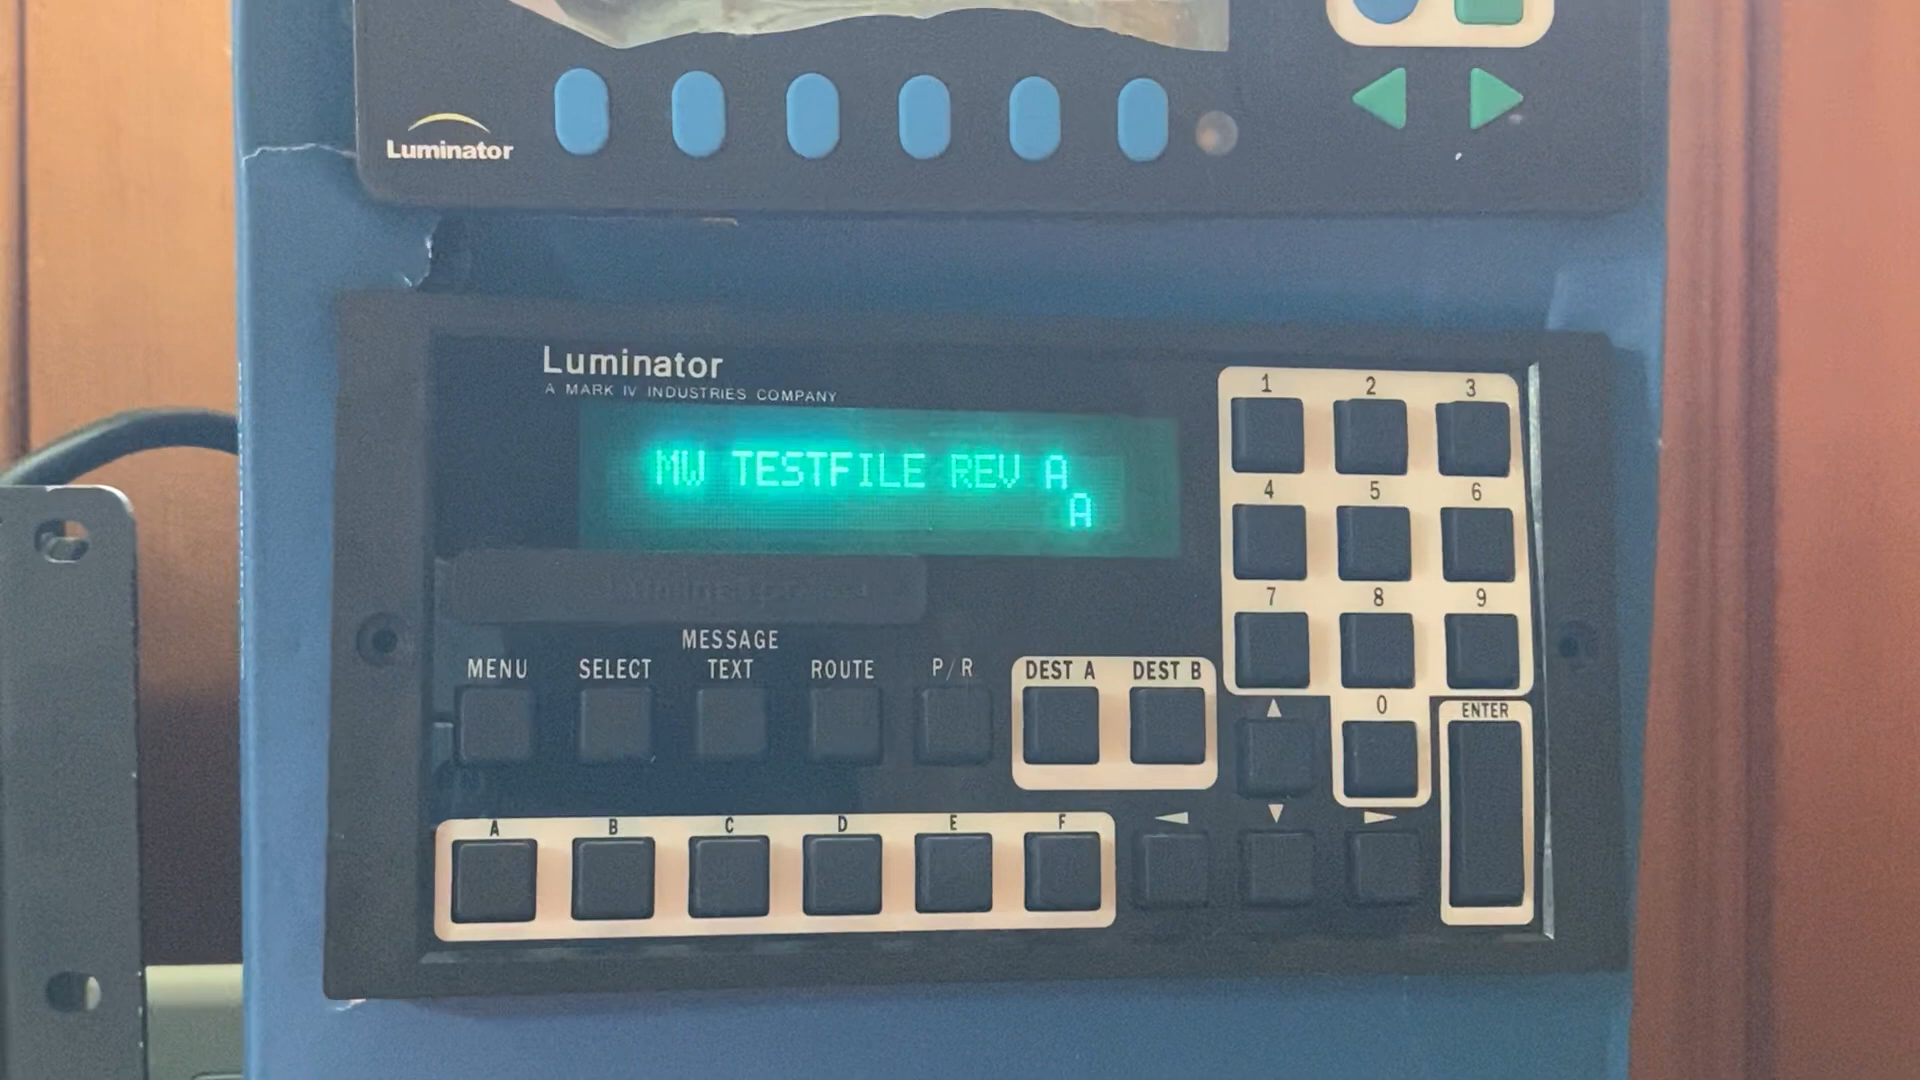 Luminator
Luminator
A MARK IV INDUSTRIES COMPANY
MW TESTFILE REV A
A
1 2 3
4 5 6
7 8 9
0
ENTER
MESSAGE
MENU SELECT TEXT ROUTE P/R DEST A DEST B
A B C D E F